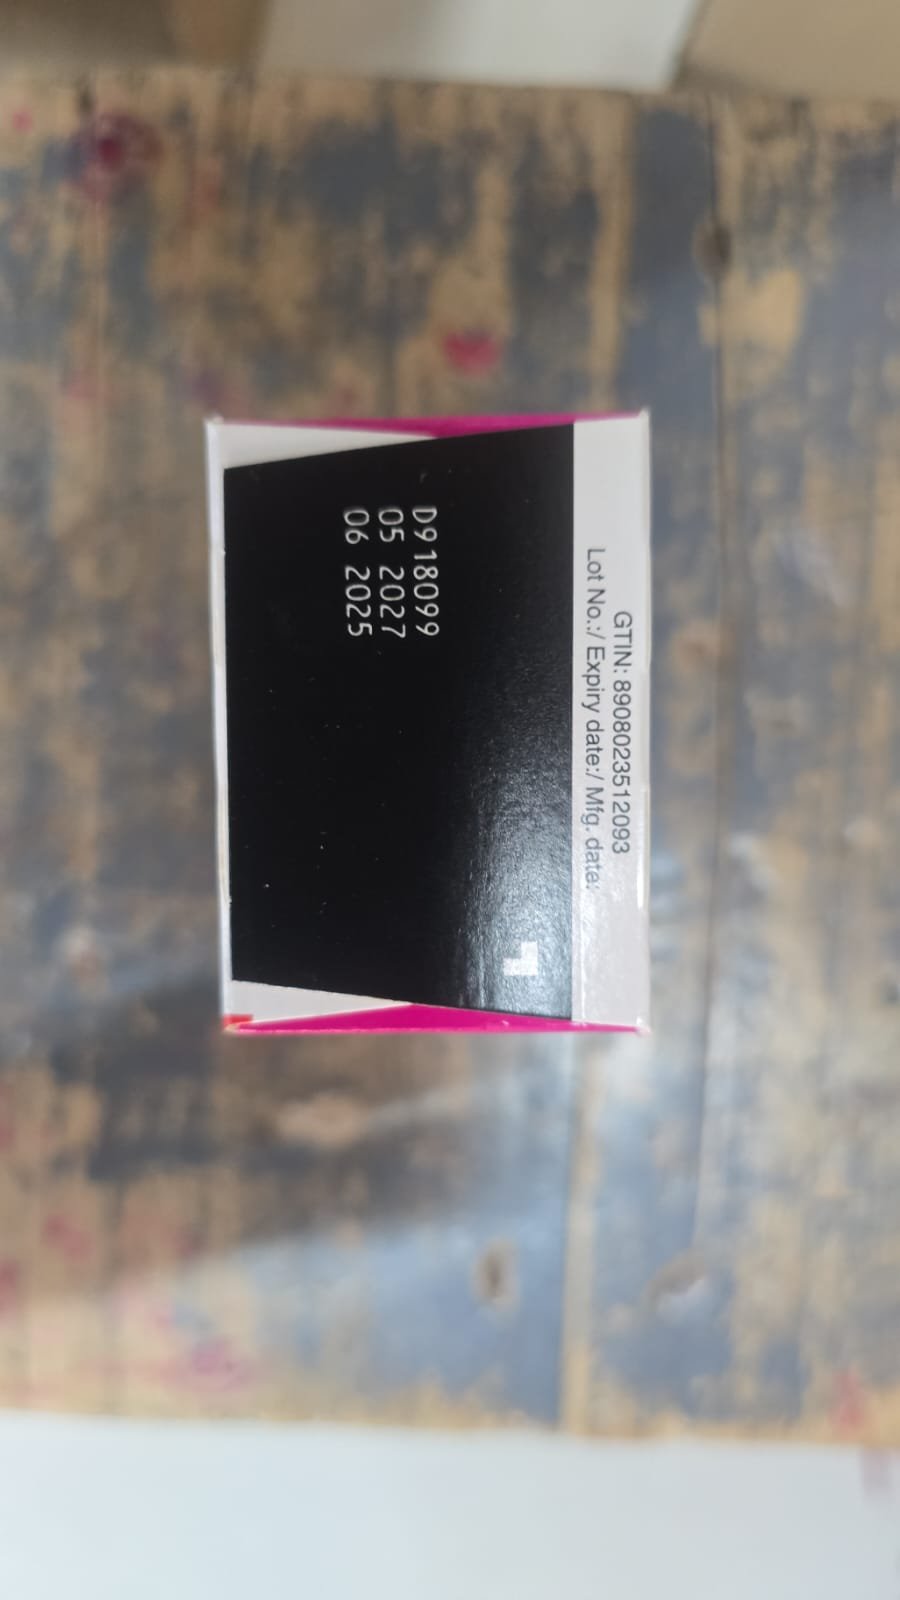 GTIN: 8908023512093
Lot No.:/ Expiry date:/ Mfg. date:
D918099
05 2027
06 2025